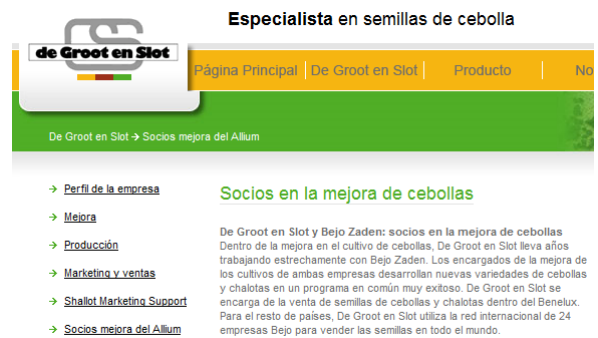 Especialista en semillas de cebolla
de Groot en Slot
Página Principal De Groot en Slot Producto No
De Groot en Slot → Socios mejora del Allium
→ Perfil de la empresa
→ Mejora
→ Producción
→ Marketing y ventas
→ Shallot Marketing Support
→ Socios mejora del Allium
Socios en la mejora de cebollas
De Groot en Slot y Bejo Zaden: socios en la mejora de cebollas
Dentro de la mejora en el cultivo de cebollas, De Groot en Slot lleva años
trabajando estrechamente con Bejo Zaden. Los encargados de la mejora de
los cultivos de ambas empresas desarrollan nuevas variedades de cebollas
y chalotas en un programa en común muy exitoso. De Groot en Slot se
encarga de la venta de semillas de cebollas y chalotas dentro del Benelux.
Para el resto de países, De Groot en Slot utiliza la red internacional de 24
empresas Bejo para vender las semillas en todo el mundo.